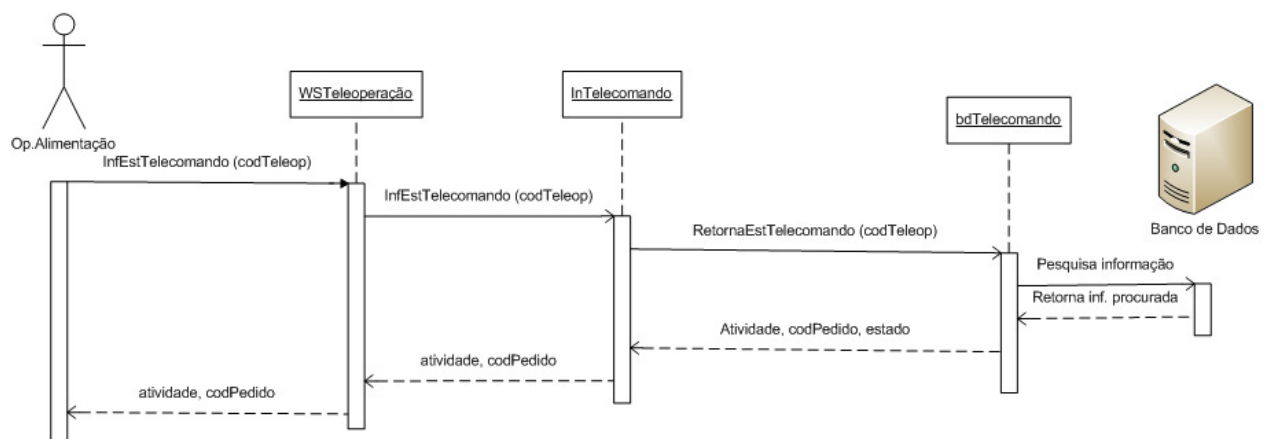 WSTeleoperação
lnTelecomando
bdTelecomando
Op.Alimentação
InfEstTelecomando (codTeleop)
InfEstTelecomando (codTeleop)
RetornaEstTelecomando (codTeleop)
Banco de Dados
Pesquisa informação
Retorna inf. procurada
Atividade, codPedido, estado
atividade, codPedido
atividade, codPedido